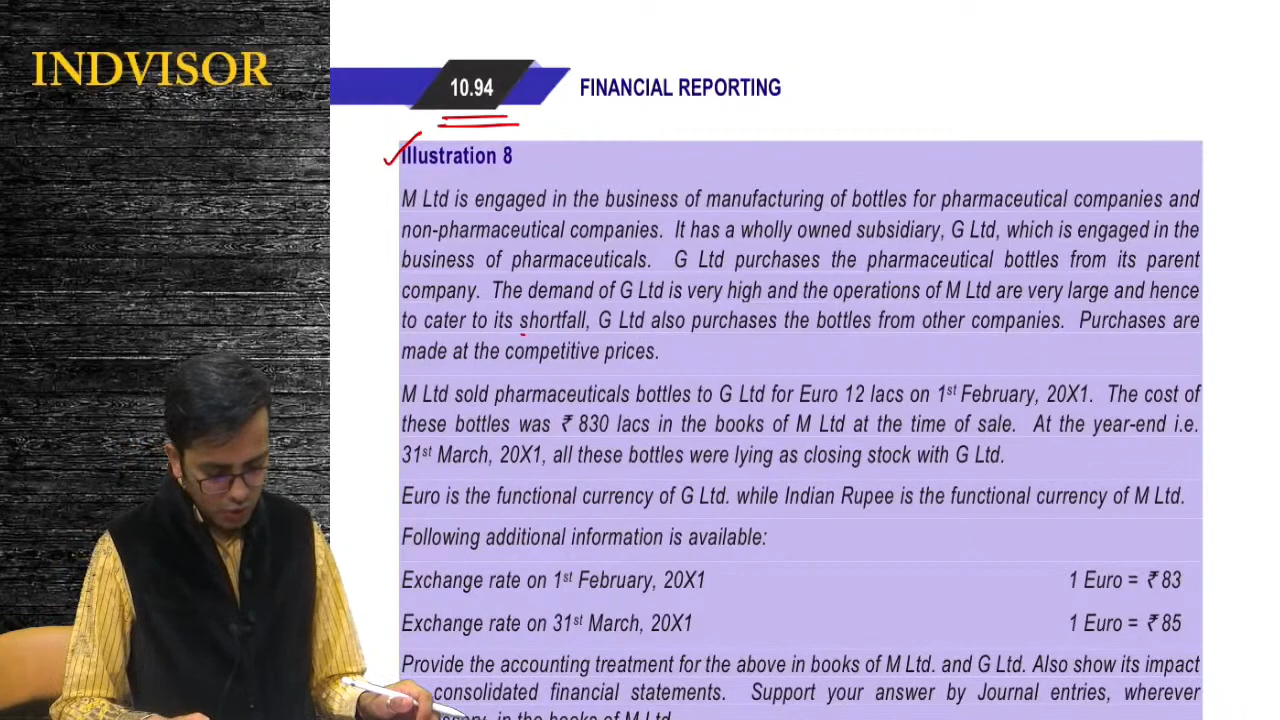 INDVISOR
10.94 FINANCIAL REPORTING
Illustration 8
M Ltd is engaged in the business of manufacturing of bottles for pharmaceutical companies and
non-pharmaceutical companies. It has a wholly owned subsidiary, G Ltd, which is engaged in the
business of pharmaceuticals. G Ltd purchases the pharmaceutical bottles from its parent
company. The demand of G Ltd is very high and the operations of M Ltd are very large and hence
to cater to its shortfall, G Ltd also purchases the bottles from other companies. Purchases are
made at the competitive prices.
M Ltd sold pharmaceuticals bottles to G Ltd for Euro 12 lacs on 1st February, 20X1. The cost of
these bottles was ₹ 830 lacs in the books of M Ltd at the time of sale. At the year-end i.e.
31st March, 20X1, all these bottles were lying as closing stock with G Ltd.
Euro is the functional currency of G Ltd. while Indian Rupee is the functional currency of M Ltd.
Following additional information is available:
Exchange rate on 1st February, 20X1 1 Euro = ₹ 83
Exchange rate on 31st March, 20X1 1 Euro = ₹ 85
Provide the accounting treatment for the above in books of M Ltd. and G Ltd. Also show its impact
consolidated financial statements. Support your answer by Journal entries, wherever
in the books of M Ltd.